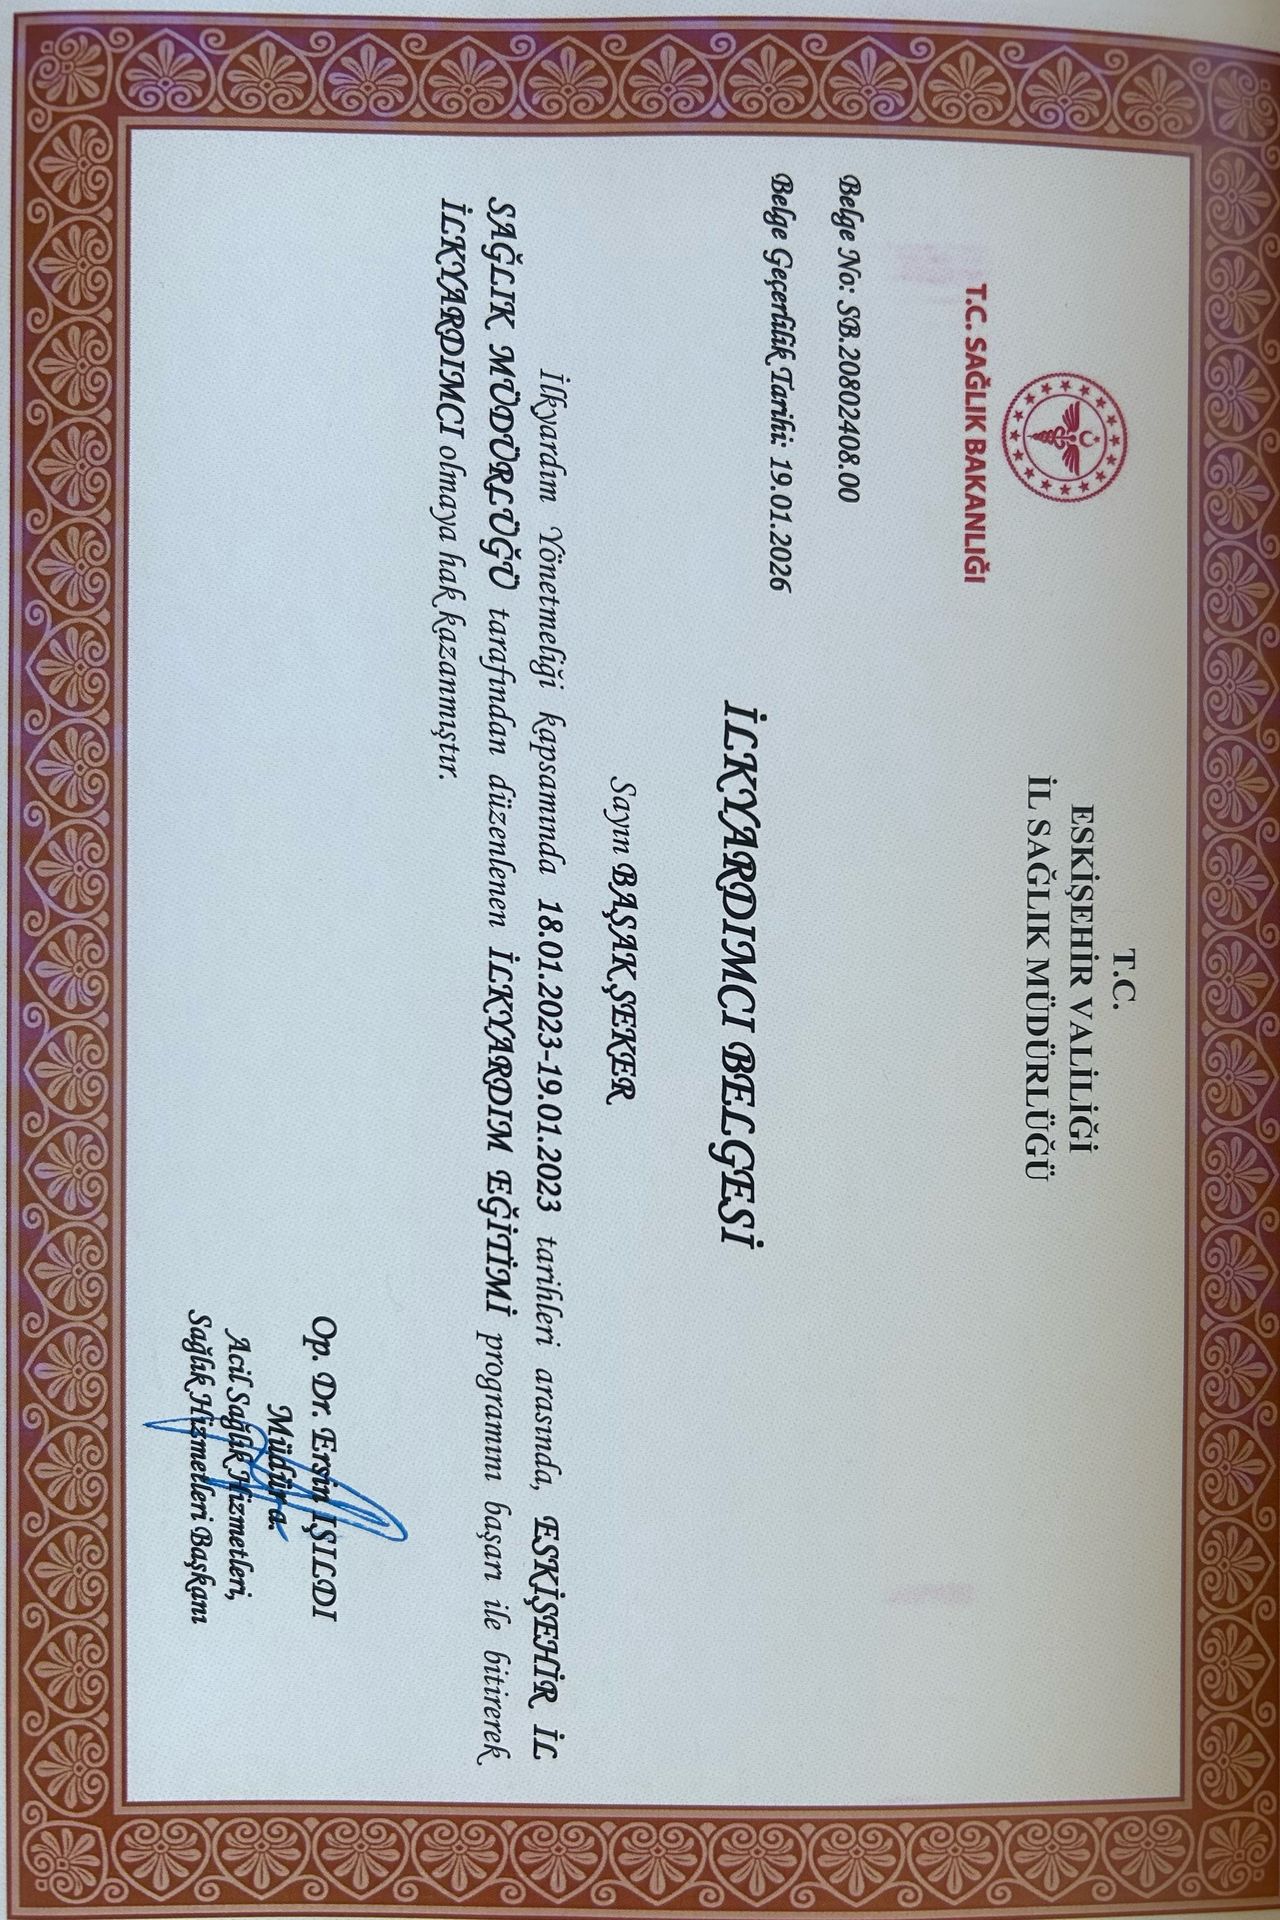 T.C.
ESKİŞEHİR VALİLİĞİ
İL SAĞLIK MÜDÜRLÜĞÜ
T.C. SAĞLIK BAKANLIĞI
Belge No: SB.20802408.00
Belge Geçerlilik Tarihi: 19.01.2026
İLKYARDIMCI BELGESİ
Sayın BAŞAK ŞEKER
İlkyardım Yönetmeliği kapsamında 18.01.2023-19.01.2023 tarihleri arasında, ESKİŞEHİR İL
SAĞLIK MÜDÜRLÜĞÜ tarafından düzenlenen İLKYARDIM EĞİTİMİ programını başarı ile bitirerek
İLKYARDIMCI olmaya hak kazanmıştır.
Op. Dr. Ersin IŞILDI
Müdür a.
Acil Sağlık Hizmetleri,
Sağlık Hizmetleri Başkanı